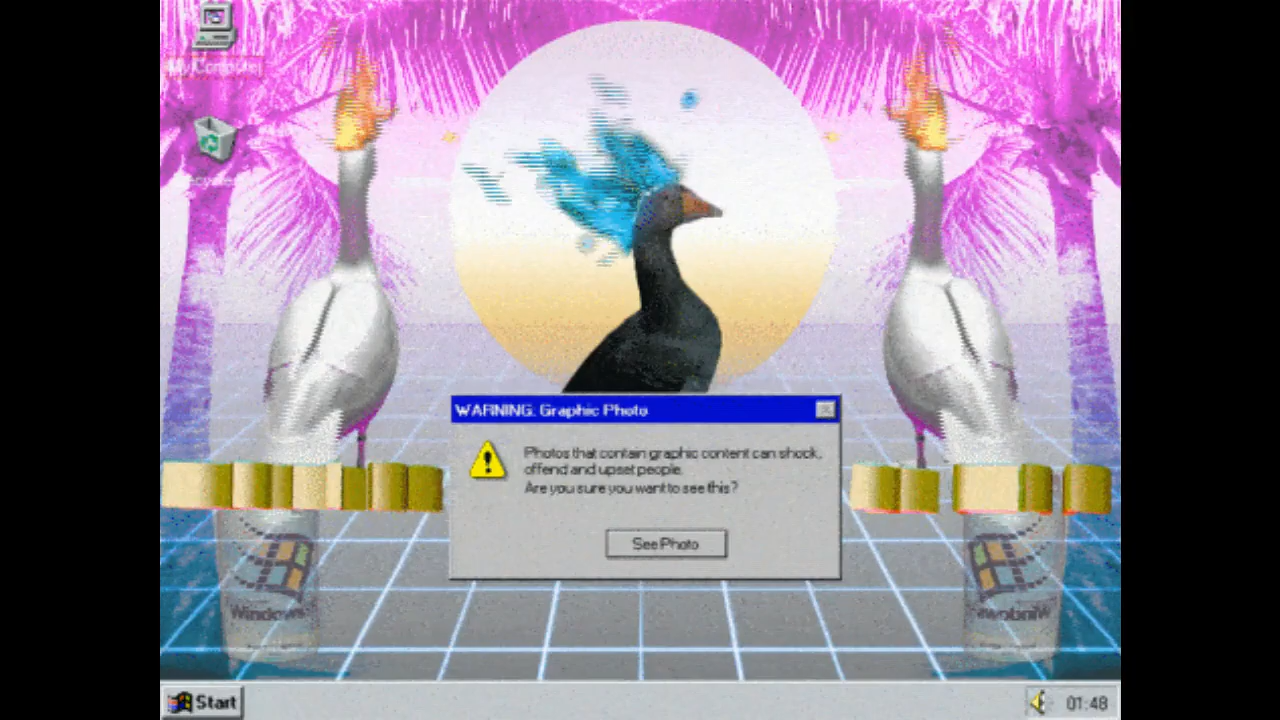 My Computer
WARNING. Graphic Photo
Photos that contain graphic content can shock,
offend and upset people.
Are you sure you want to see this?
See Photo
Windows
Windows
Start
01:48